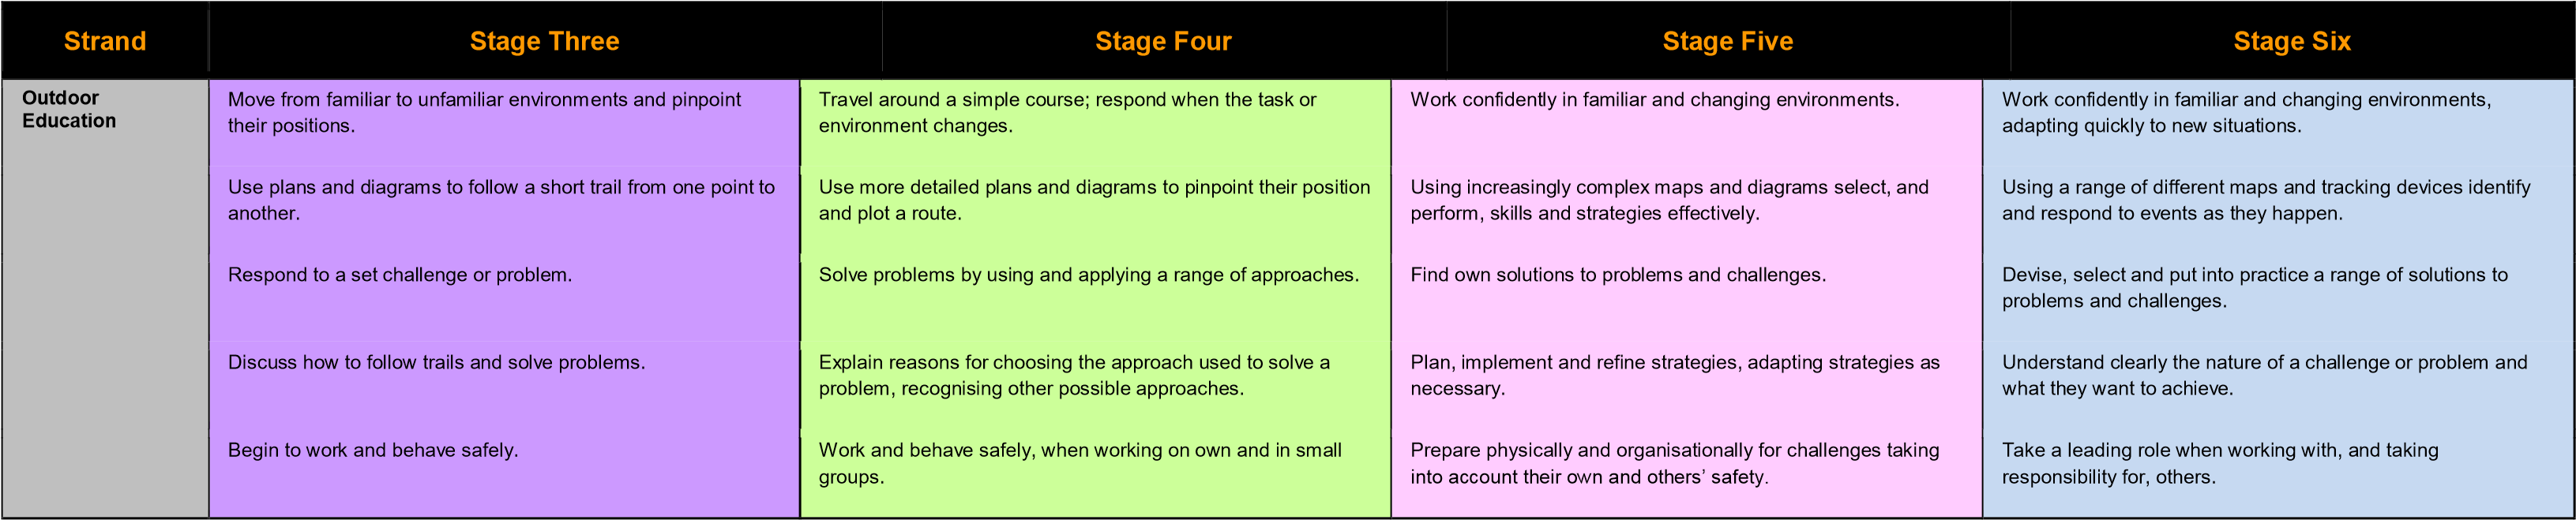 Strand
Stage Three
Stage Four
Stage Five
Stage Six
Outdoor
Education
Move from familiar to unfamiliar environments and pinpoint
their positions.
Travel around a simple course; respond when the task or
environment changes.
Work confidently in familiar and changing environments.
Work confidently in familiar and changing environments,
adapting quickly to new situations.
Use plans and diagrams to follow a short trail from one point to
another.
Use more detailed plans and diagrams to pinpoint their position
and plot a route.
Using increasingly complex maps and diagrams select, and
perform, skills and strategies effectively.
Using a range of different maps and tracking devices identify
and respond to events as they happen.
Respond to a set challenge or problem.
Solve problems by using and applying a range of approaches.
Find own solutions to problems and challenges.
Devise, select and put into practice a range of solutions to
problems and challenges.
Discuss how to follow trails and solve problems.
Explain reasons for choosing the approach used to solve a
problem, recognising other possible approaches.
Plan, implement and refine strategies, adapting strategies as
necessary.
Understand clearly the nature of a challenge or problem and
what they want to achieve.
Begin to work and behave safely.
Work and behave safely, when working on own and in small
groups.
Prepare physically and organisationally for challenges taking
into account their own and others’ safety.
Take a leading role when working with, and taking
responsibility for, others.